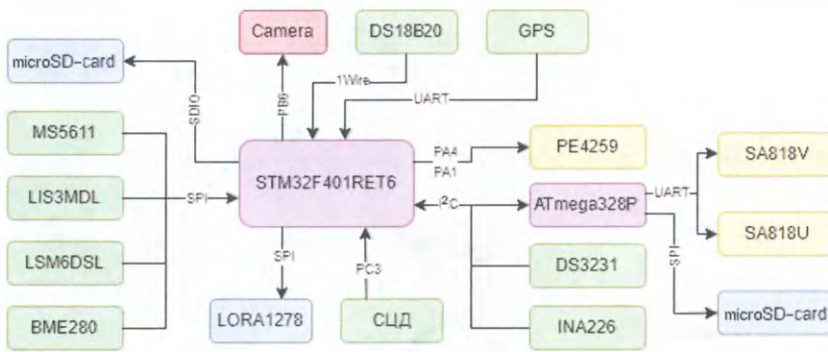 Camera
DS18B20
GPS
microSD-card
1Wire
SDIO
PB6
UART
MS5611
PE4259
SA818V
PA4
STM32F401RET6
PA1
LIS3MDL
SPI
UART
I²C
ATmega328P
SA818U
LSM6DSL
SPI
PC3
DS3231
SPI
BME280
LORA1278
СЦД
INA226
microSD-card